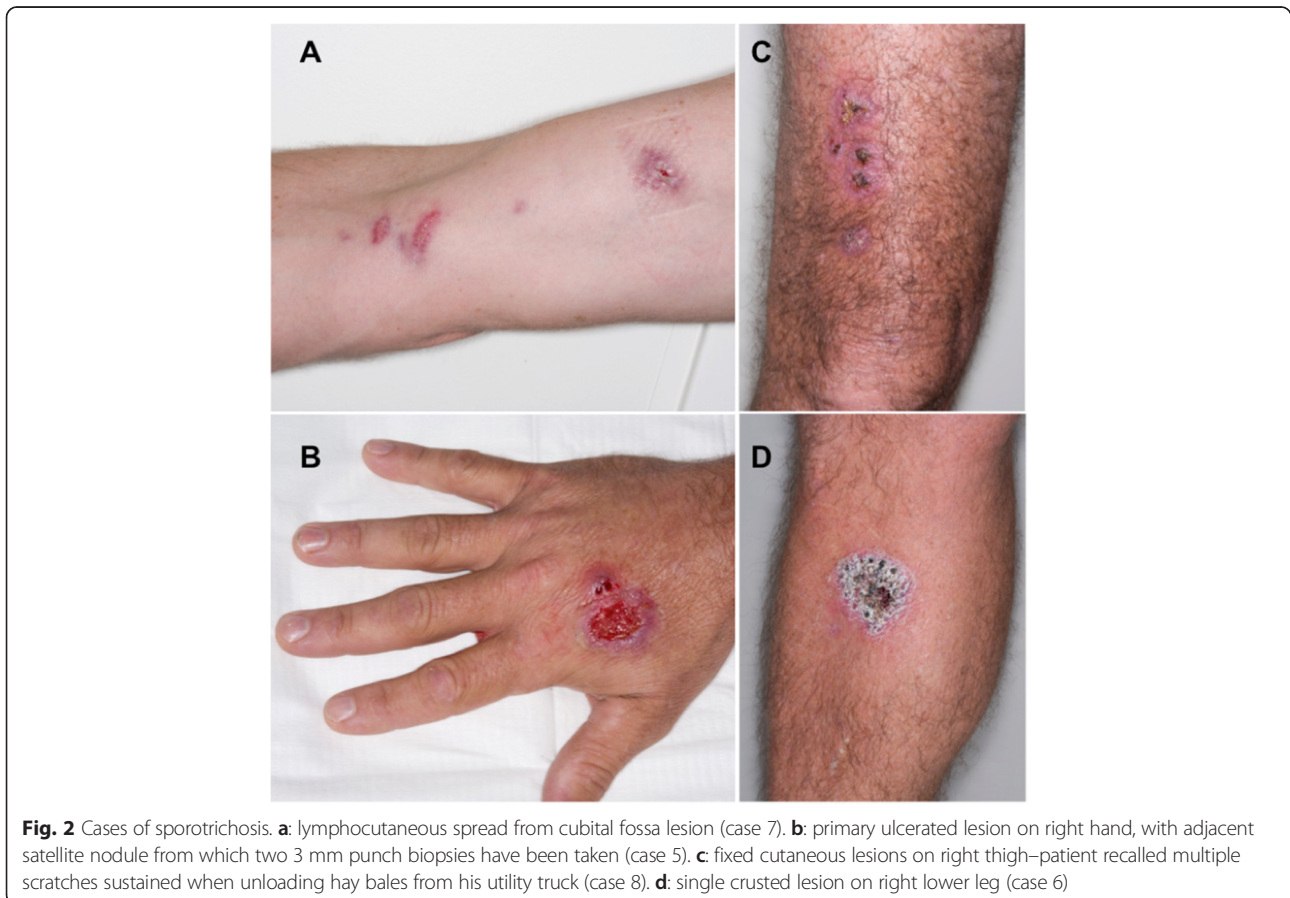 A
C
B
D
Fig. 2 Cases of sporotrichosis. a: lymphocutaneous spread from cubital fossa lesion (case 7). b: primary ulcerated lesion on right hand, with adjacent
satellite nodule from which two 3 mm punch biopsies have been taken (case 5). c: fixed cutaneous lesions on right thigh–patient recalled multiple
scratches sustained when unloading hay bales from his utility truck (case 8). d: single crusted lesion on right lower leg (case 6)